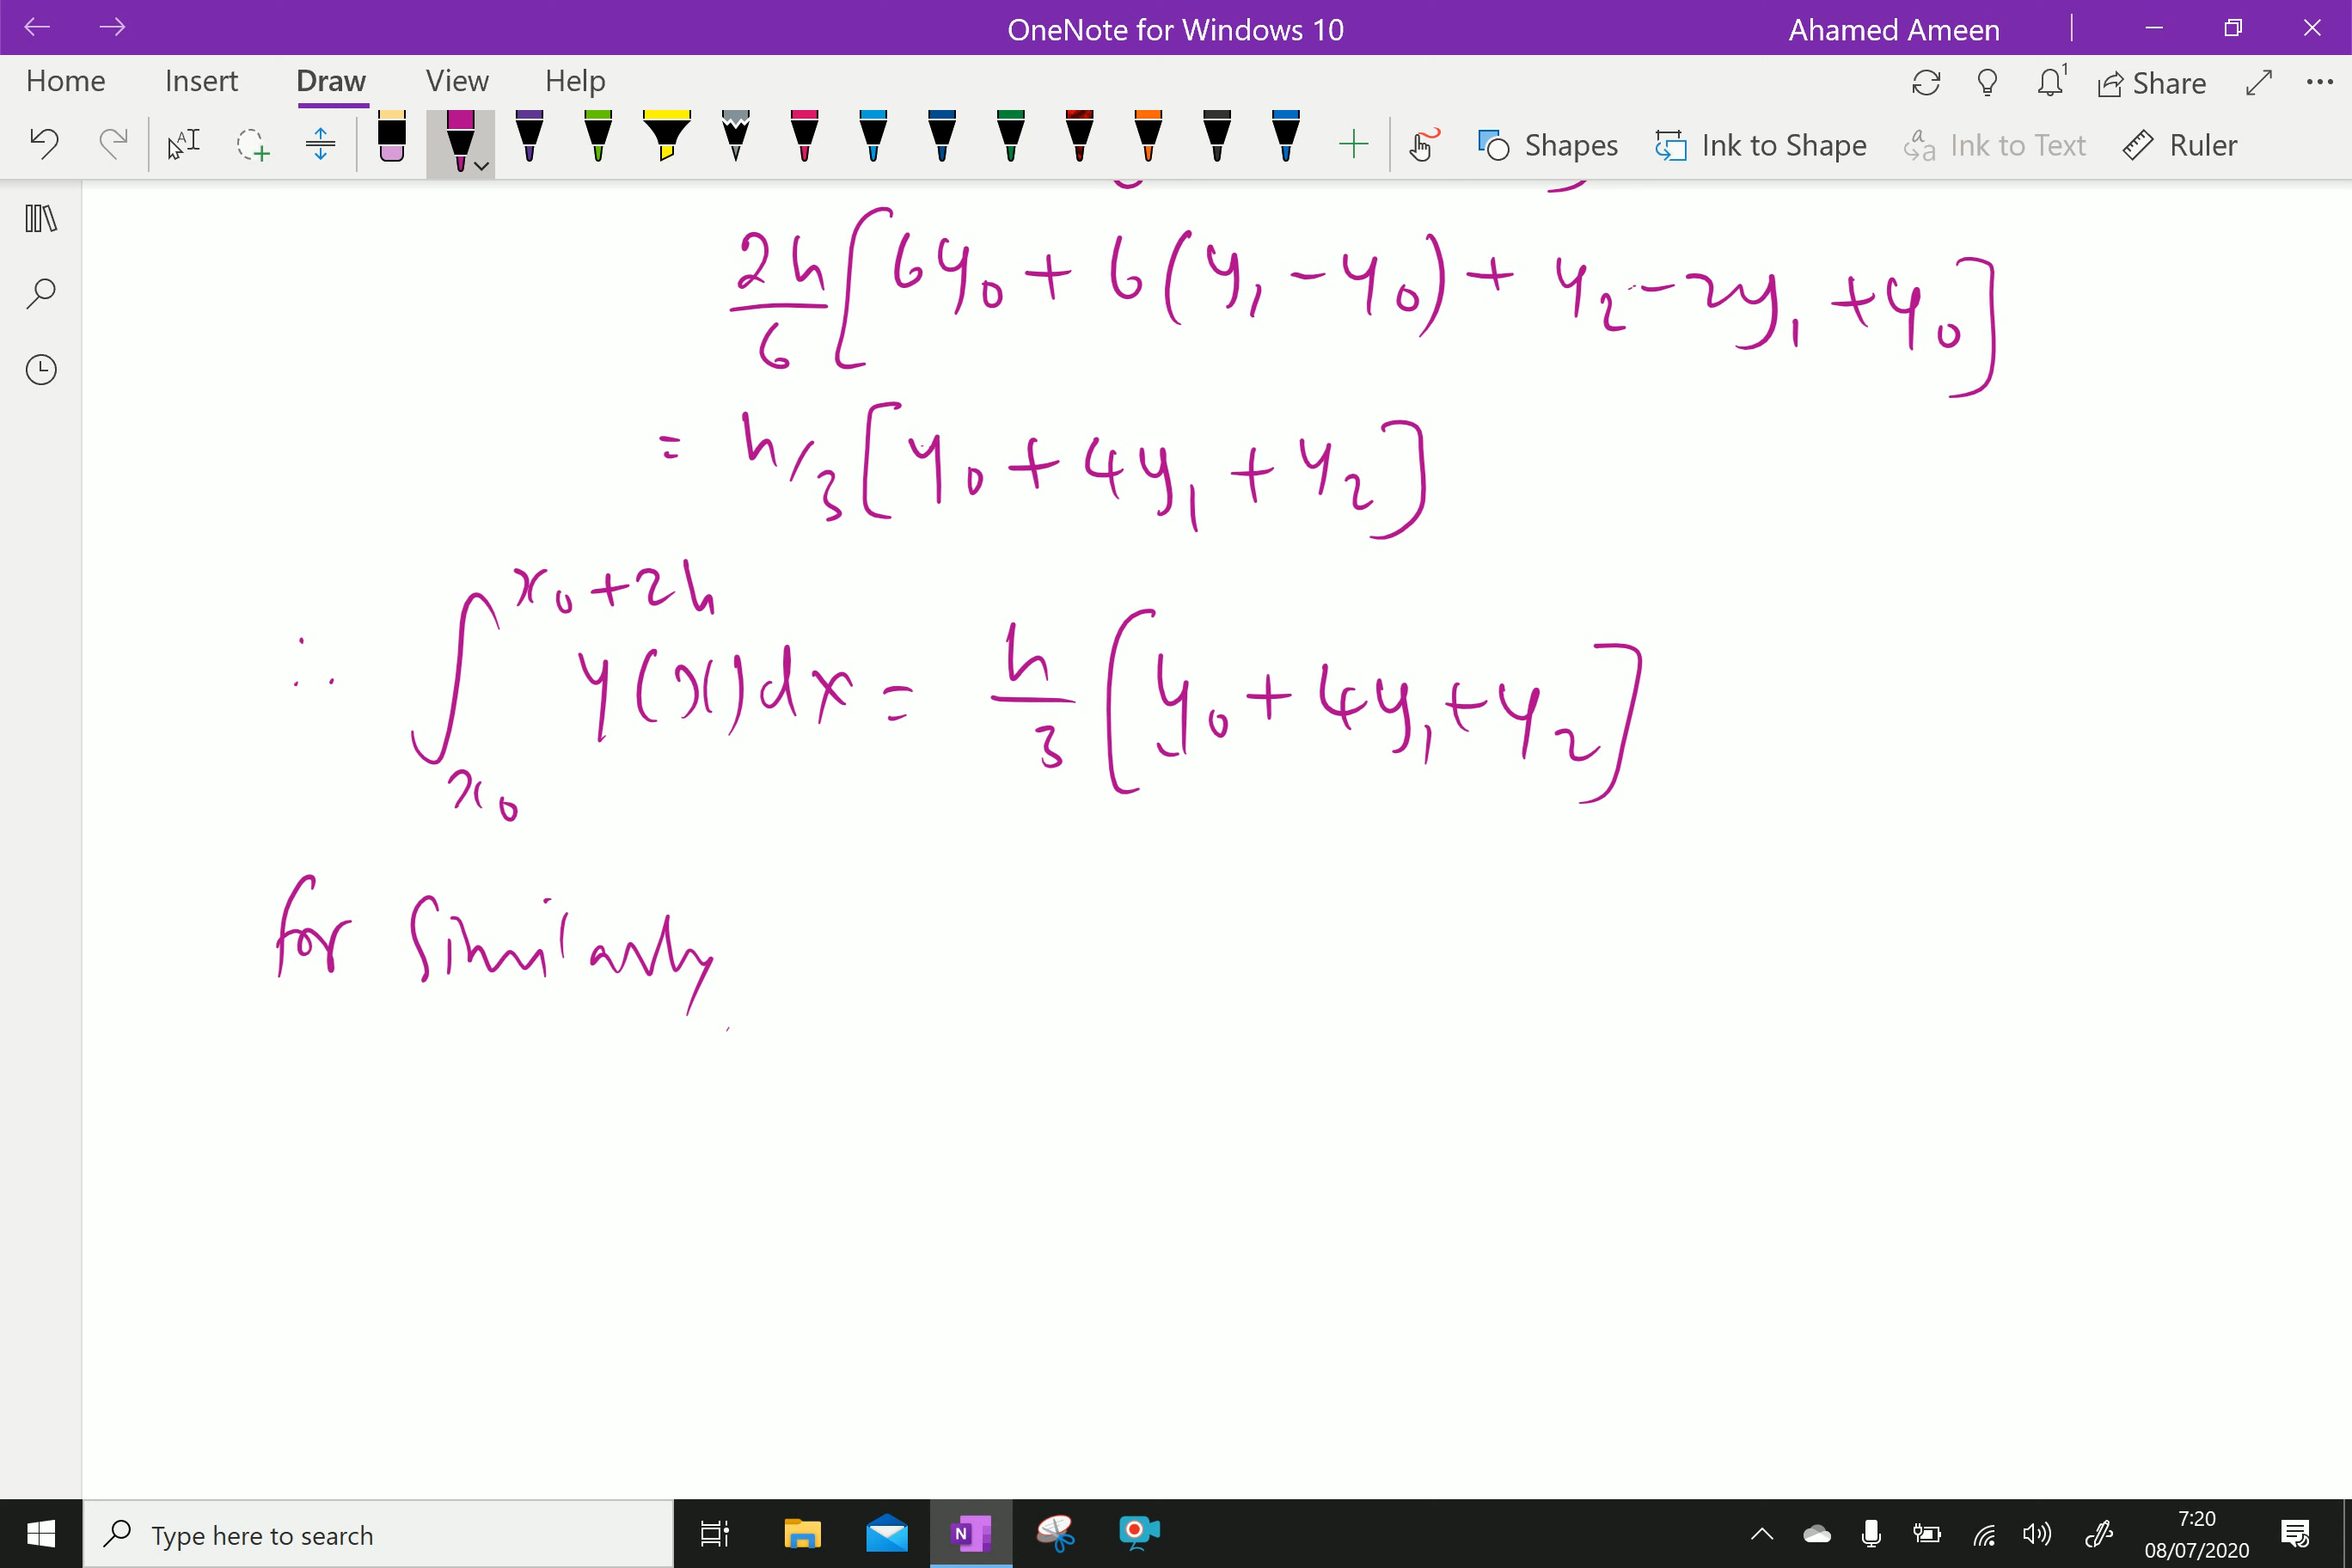 OneNote for Windows 10 Ahamed Ameen
Home Insert Draw View Help Share
Shapes Ink to Shape Ink to Text Ruler
2h/6 [6y₀ + 6(y₁ - y₀) + y₂ - 2y₁ + y₀]
= h/3 [y₀ + 4y₁ + y₂]
∴ ∫_{x₀}^{x₀+2h} y(x)dx = h/3 [y₀ + 4y₁ + y₂]
for Similarly
Type here to search
7:20
08/07/2020